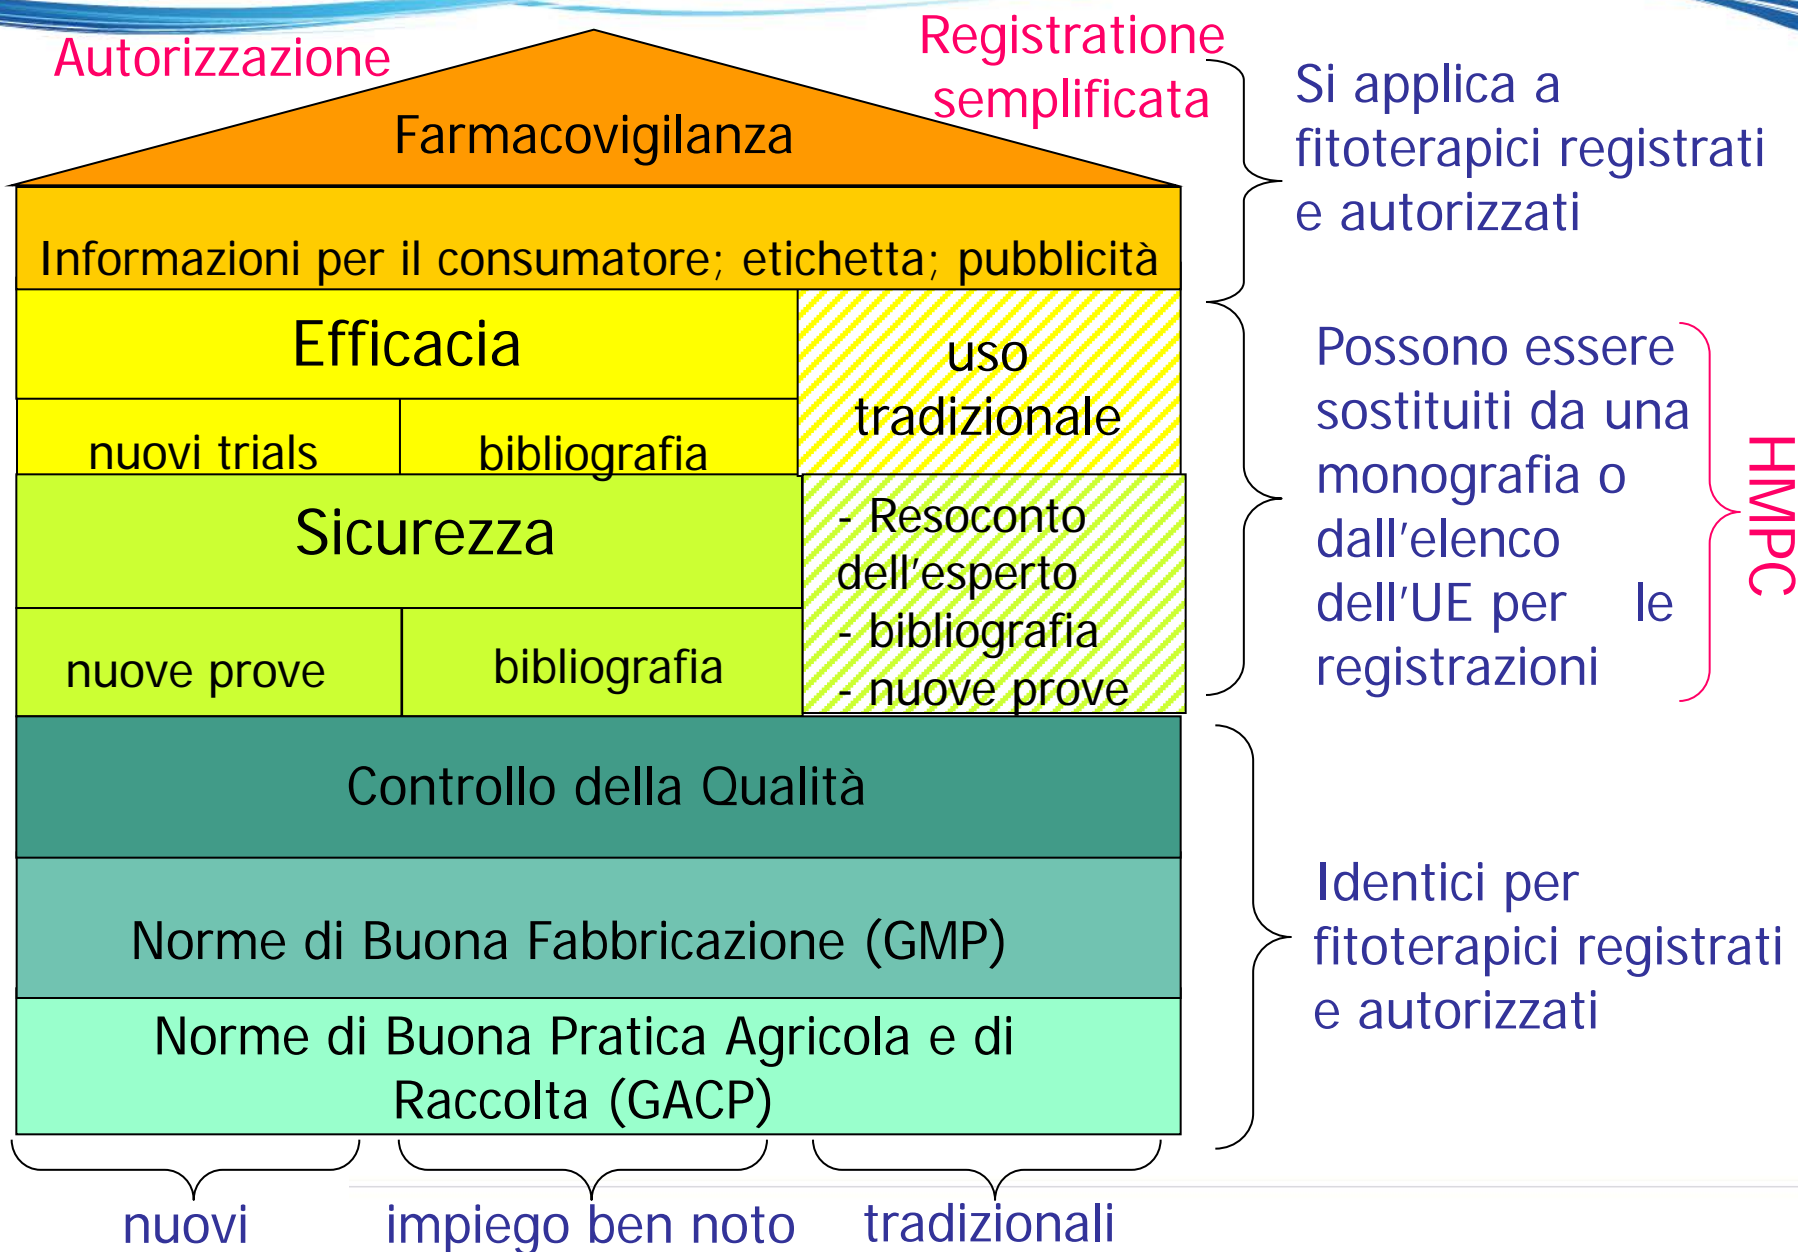 Autorizzazione
Registratione
semplificata
Farmacovigilanza
Informazioni per il consumatore; etichetta; pubblicità
Efficacia
nuovi trials
bibliografia
uso
tradizionale
Sicurezza
nuove prove
bibliografia
- Resoconto
dell'esperto
- bibliografia
- nuove prove
Controllo della Qualità
Norme di Buona Fabbricazione (GMP)
Norme di Buona Pratica Agricola e di
Raccolta (GACP)
nuovi
impiego ben noto
tradizionali
Si applica a
fitoterapici registrati
e autorizzati
Possono essere
sostituiti da una
monografia o
dall'elenco
dell'UE per le
registrazioni
HMPC
Identici per
fitoterapici registrati
e autorizzati